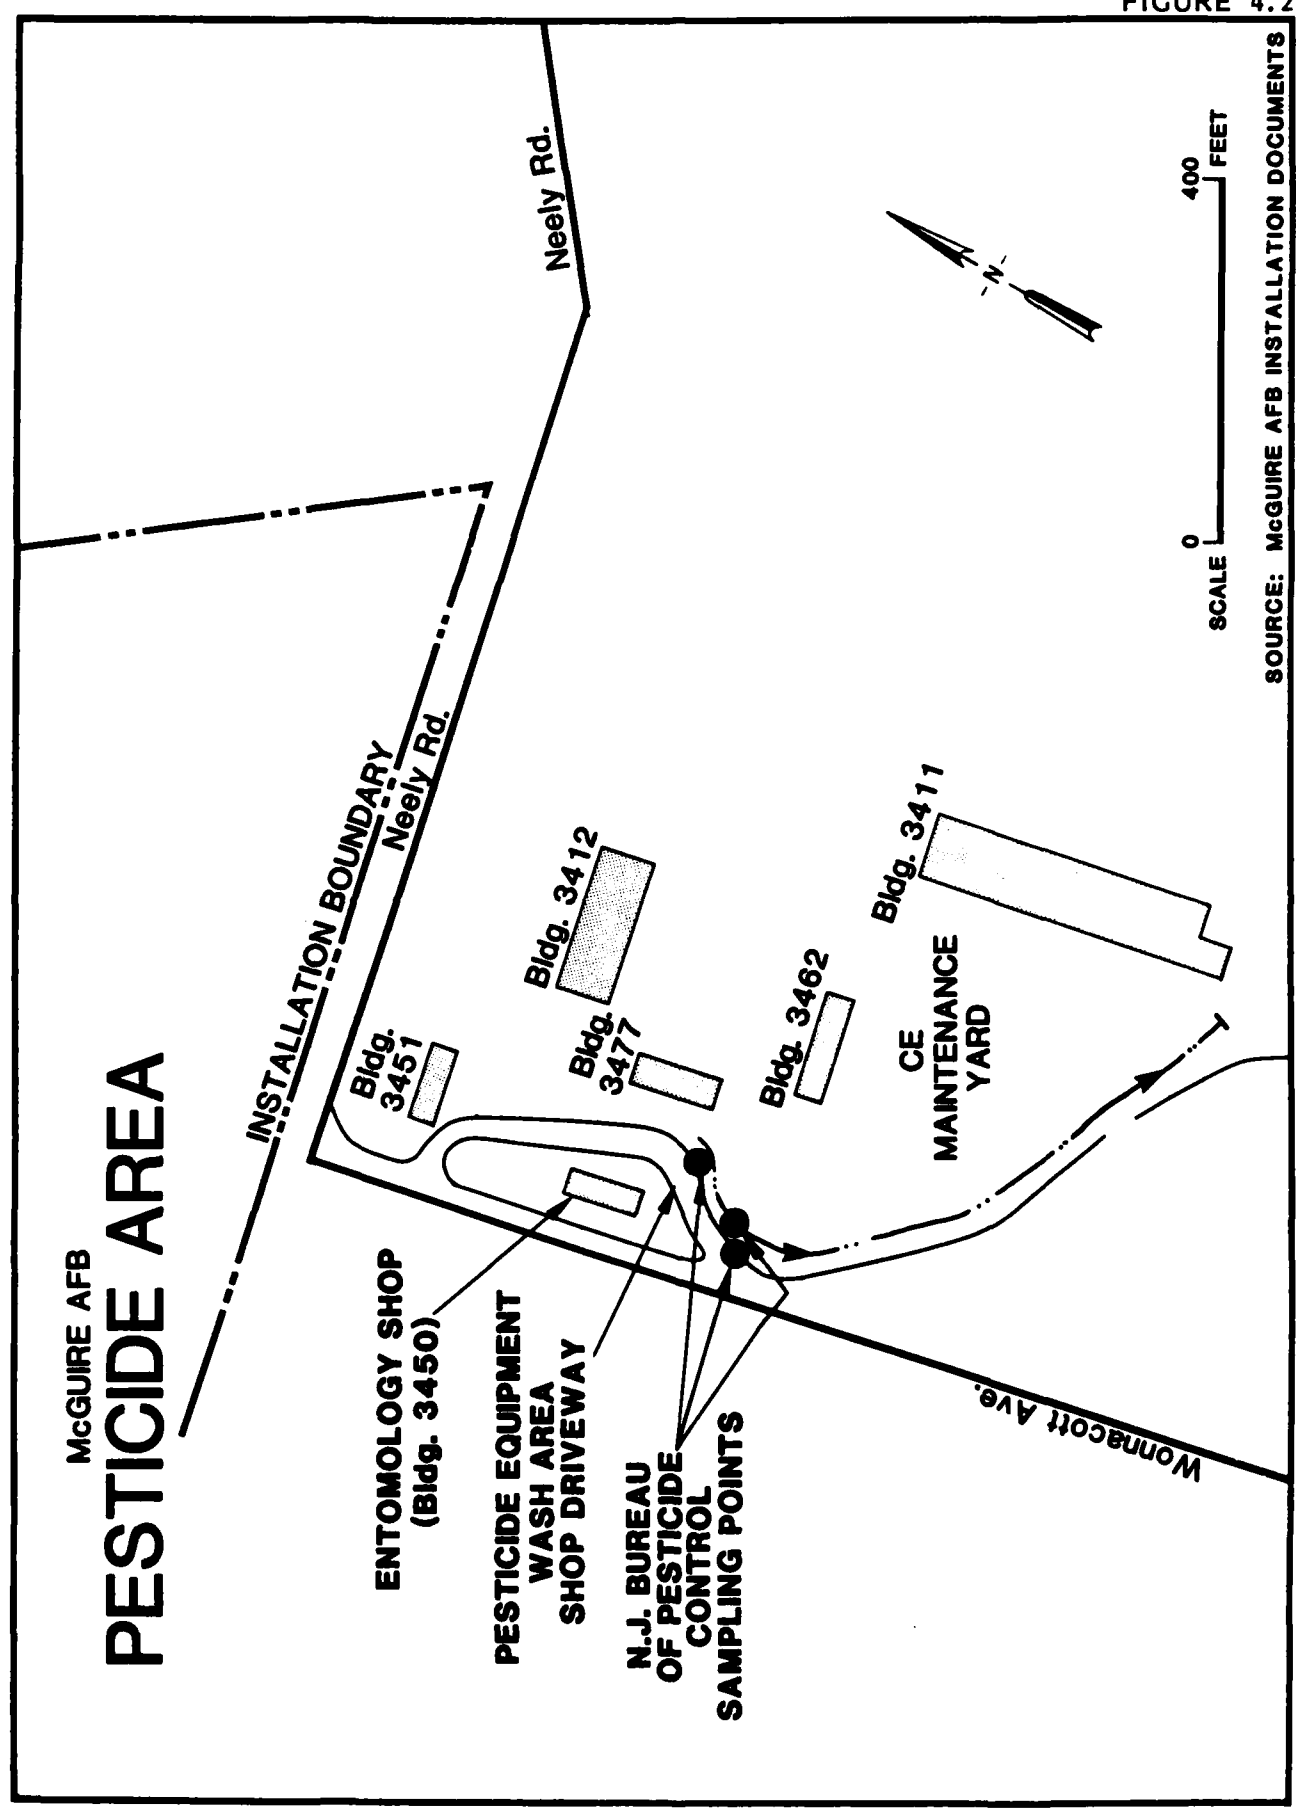 FIGURE 4.2
McGUIRE AFB
PESTICIDE AREA
INSTALLATION BOUNDARY
Neely Rd.
Neely Rd.
Bldg.
3451
Bldg. 3412
Bldg.
3477
Bldg. 3462
Bldg. 3411
CE
MAINTENANCE
YARD
ENTOMOLOGY SHOP
(Bldg. 3450)
PESTICIDE EQUIPMENT
WASH AREA
SHOP DRIVEWAY
N.J. BUREAU
OF PESTICIDE
CONTROL
SAMPLING POINTS
Wonnacott Ave.
N
0
400
SCALE
FEET
SOURCE: McGUIRE AFB INSTALLATION DOCUMENTS